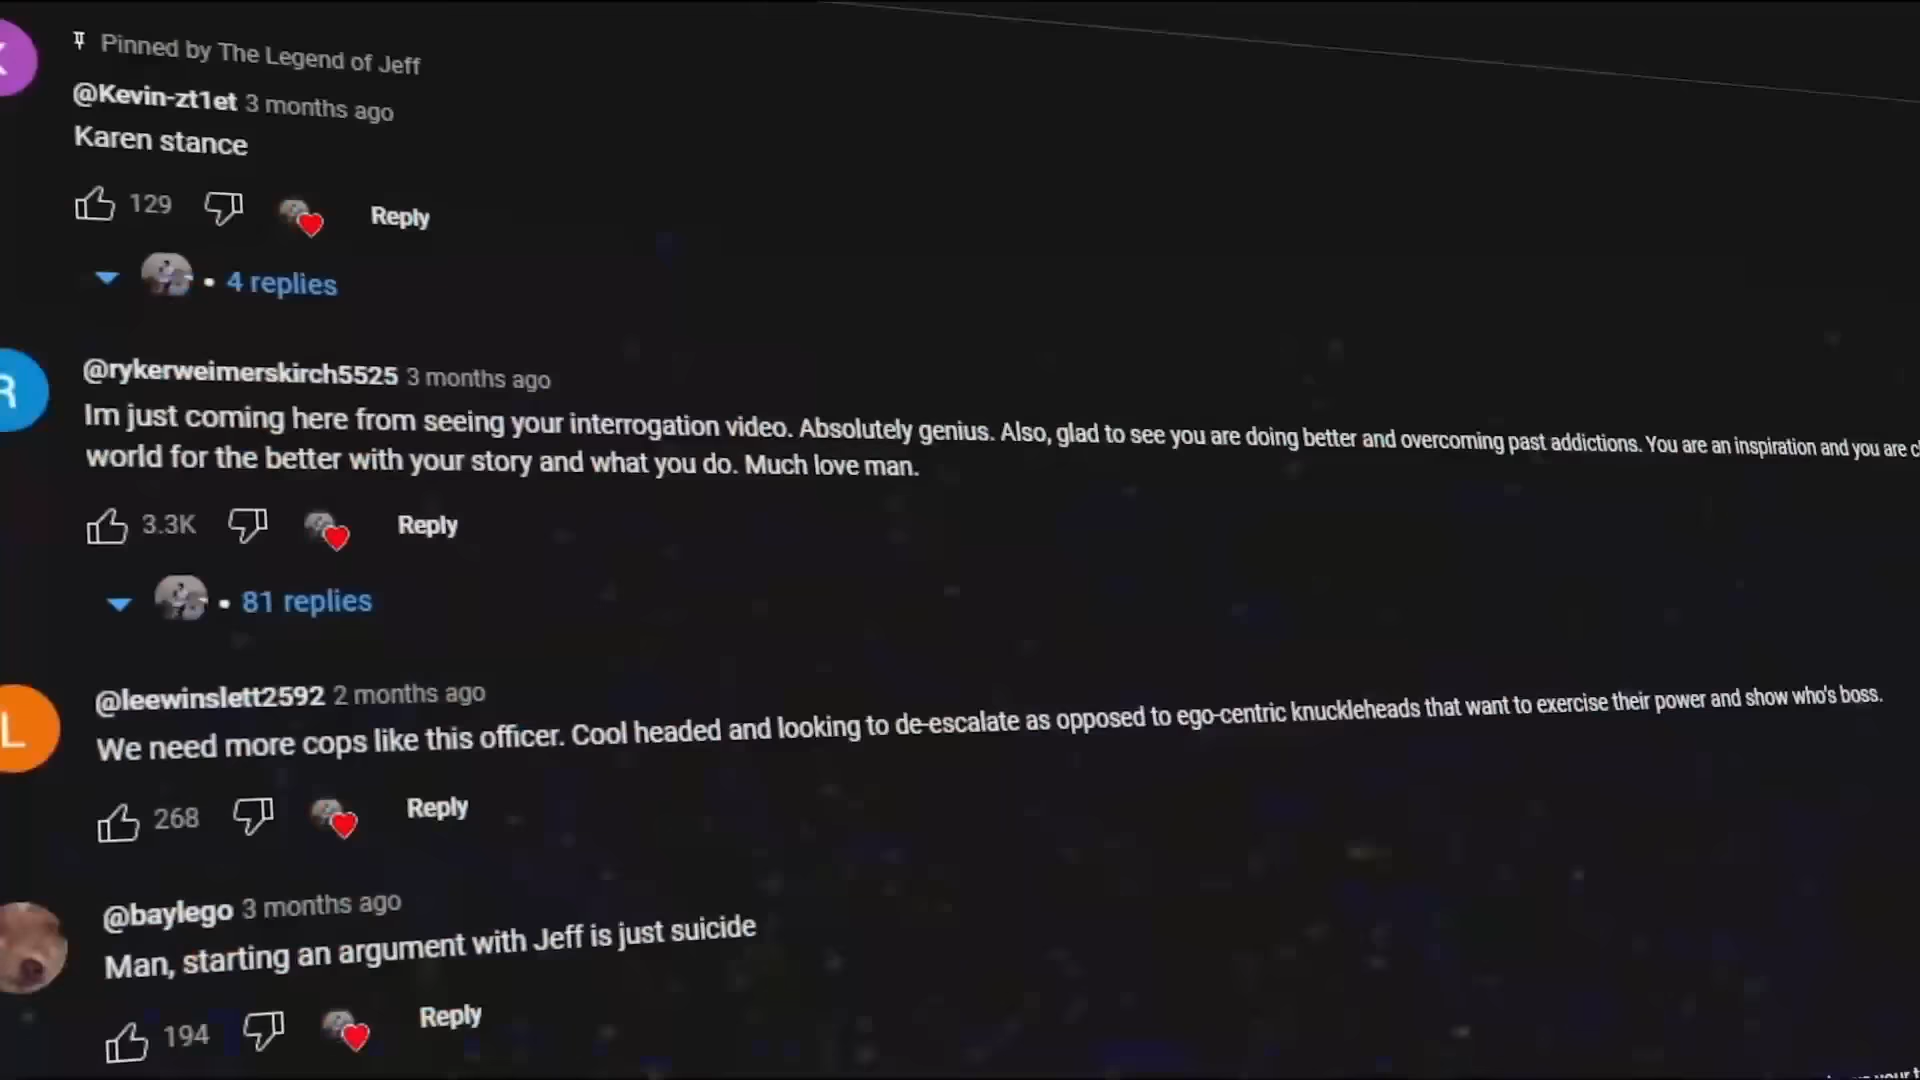 Pinned by The Legend of Jeff
@Kevin-zt1et 3 months ago
Karen stance
129 Reply
4 replies
R
@rykerweimerskirch5525 3 months ago
Im just coming here from seeing your interrogation video. Absolutely genius. Also, glad to see you are doing better and overcoming past addictions. You are an inspiration and you are
world for the better with your story and what you do. Much love man.
3.3K Reply
81 replies
L
@leewinslett2592 2 months ago
We need more cops like this officer. Cool headed and looking to de-escalate as opposed to ego-centric knuckleheads that want to exercise their power and show who's boss.
268 Reply
@baylego 3 months ago
Man, starting an argument with Jeff is just suicide
194 Reply